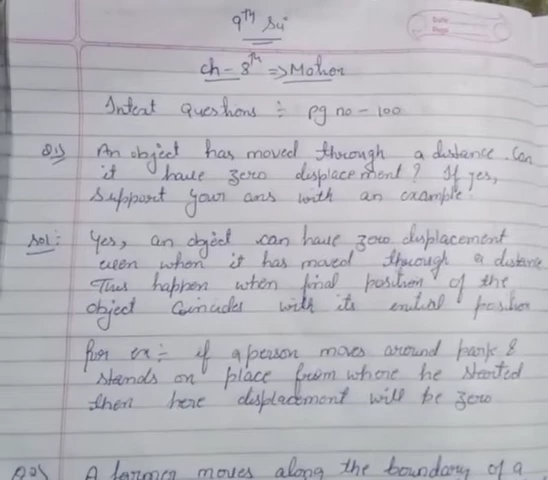 Date
Page
9th Sci
ch - 8th => Motion
Intext Questions ÷ pg no - 100
Q1) An object has moved through a distance. Can
it have zero displacement? If yes,
support your ans with an example.
Sol: Yes, an object can have zero displacement
even when it has moved through a distance
This happen when final position of the
object coincides with its initial position
for ex ÷ if a person moves around park &
stands on place from where he started
then here displacement will be zero
Q2) A farmer moves along the boundary of a